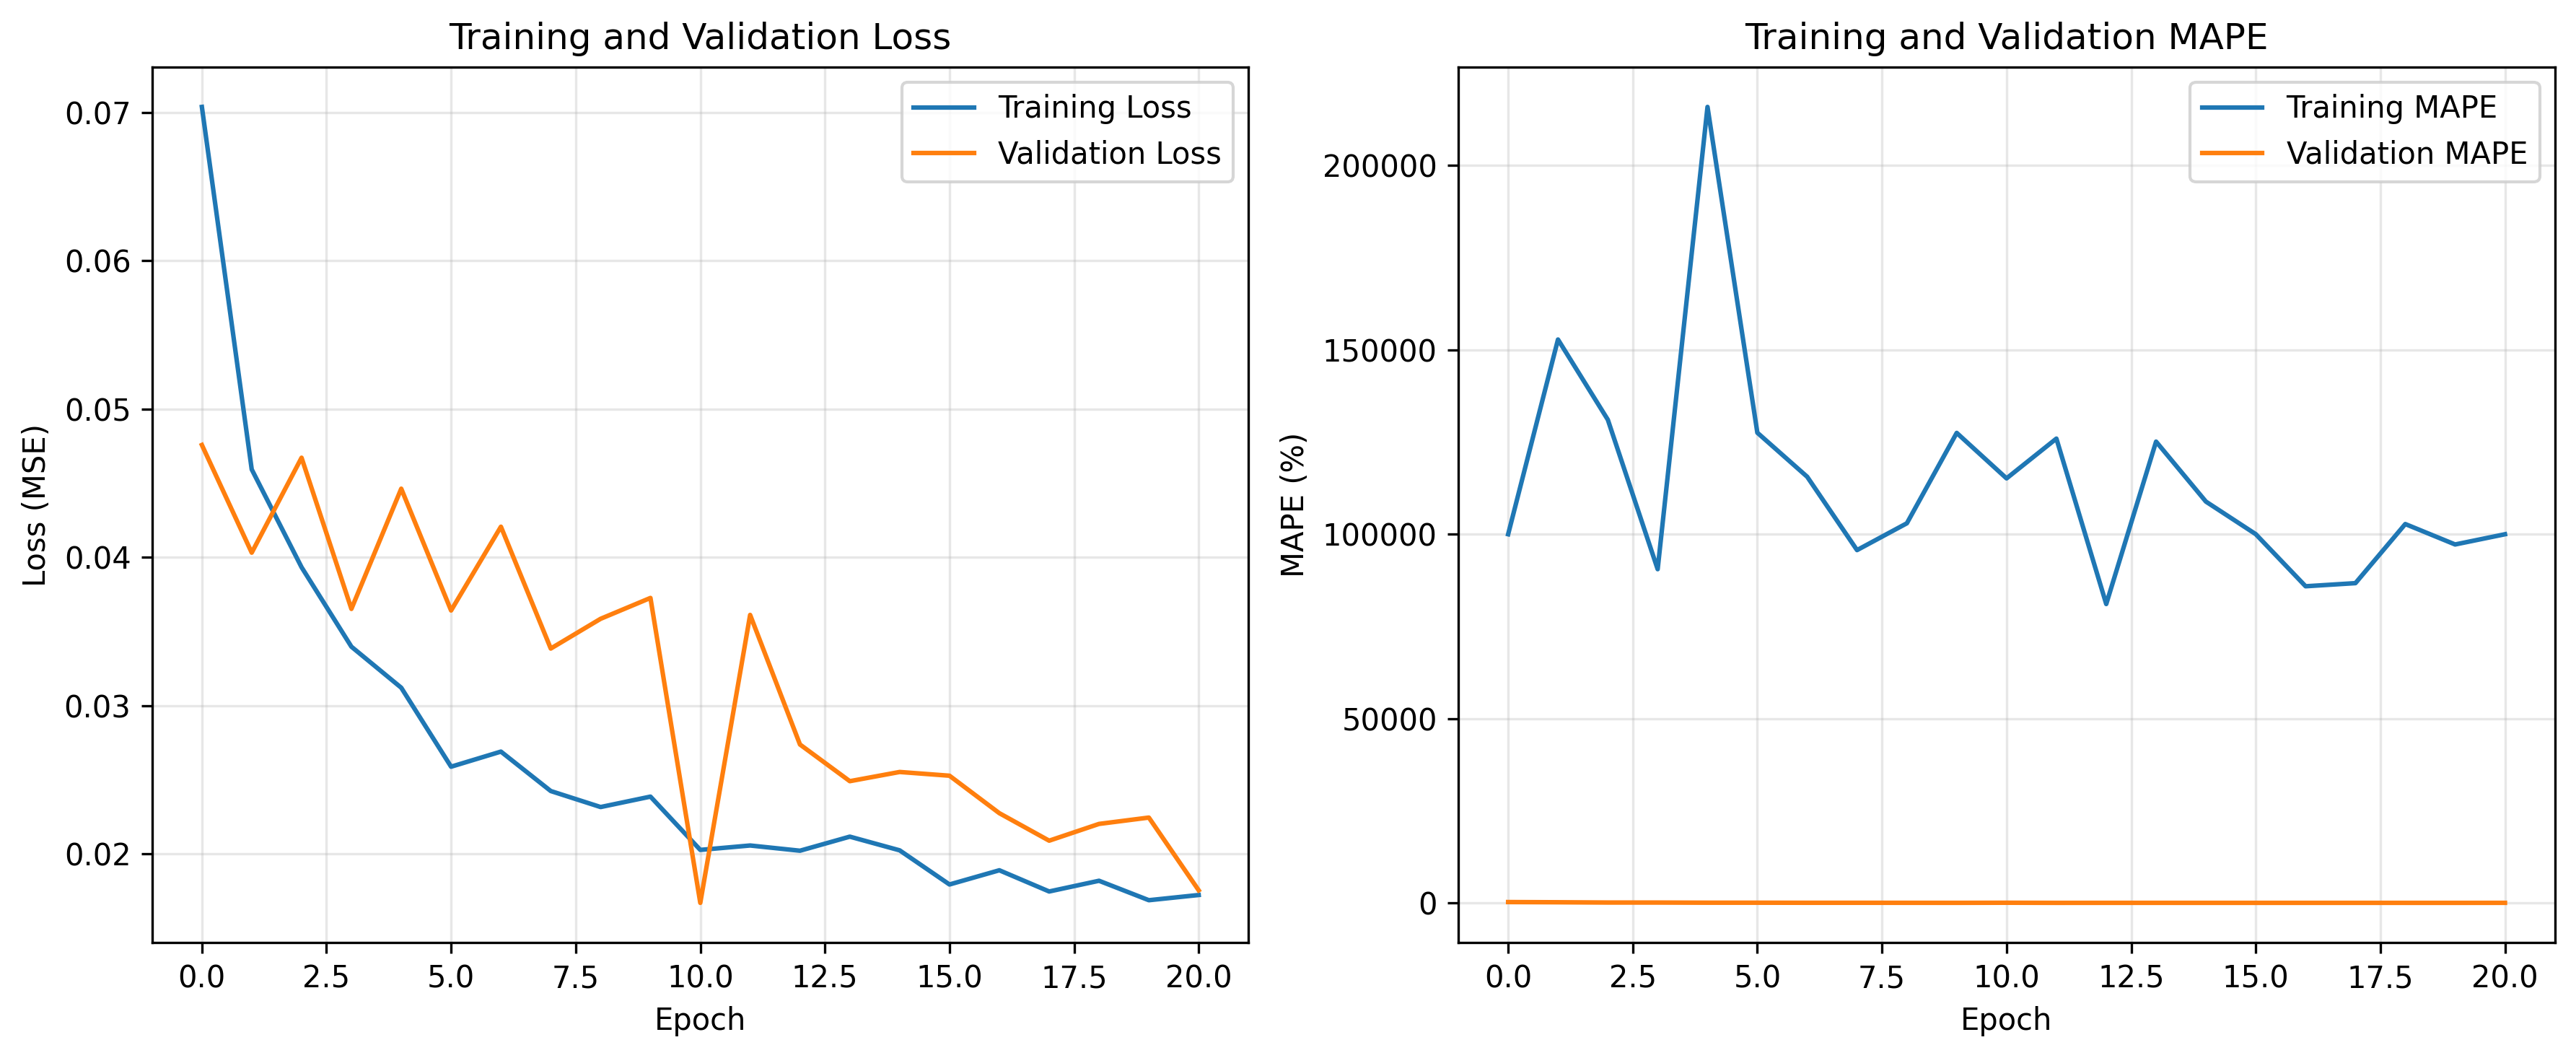 Training and Validation Loss
Training Loss
Validation Loss
0.07
0.06
0.05
0.04
0.03
0.02
Loss (MSE)
0.0 2.5 5.0 7.5 10.0 12.5 15.0 17.5 20.0
Epoch
Training and Validation MAPE
Training MAPE
Validation MAPE
200000
150000
100000
50000
0
MAPE (%)
0.0 2.5 5.0 7.5 10.0 12.5 15.0 17.5 20.0
Epoch